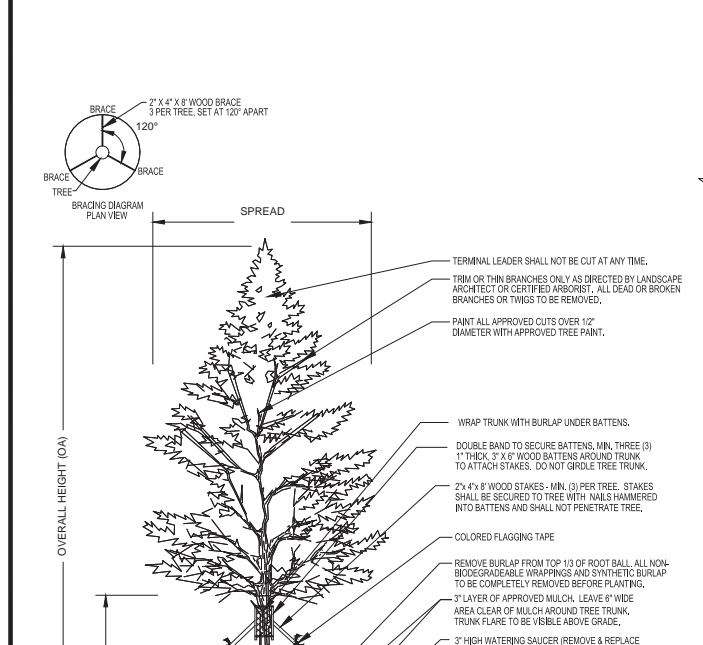 2" X 4" X 8' WOOD BRACE
3 PER TREE, SET AT 120° APART
BRACE
120°
BRACE
BRACE
TREE
BRACING DIAGRAM
PLAN VIEW
SPREAD
OVERALL HEIGHT (OA)
TERMINAL LEADER SHALL NOT BE CUT AT ANY TIME.
TRIM OR THIN BRANCHES ONLY AS DIRECTED BY LANDSCAPE
ARCHITECT OR CERTIFIED ARBORIST. ALL DEAD OR BROKEN
BRANCHES OR TWIGS TO BE REMOVED.
PAINT ALL APPROVED CUTS OVER 1/2"
DIAMETER WITH APPROVED TREE PAINT.
WRAP TRUNK WITH BURLAP UNDER BATTENS.
DOUBLE BAND TO SECURE BATTENS, MIN. THREE (3)
1" THICK, 3" X 6" WOOD BATTENS AROUND TRUNK
TO ATTACH STAKES. DO NOT GIRDLE TREE TRUNK.
2"x 4"x 8' WOOD STAKES - MIN. (3) PER TREE. STAKES
SHALL BE SECURED TO TREE WITH NAILS HAMMERED
INTO BATTENS AND SHALL NOT PENETRATE TREE.
COLORED FLAGGING TAPE
REMOVE BURLAP FROM TOP 1/3 OF ROOT BALL. ALL NON-
BIODEGRADEABLE WRAPPINGS AND SYNTHETIC BURLAP
TO BE COMPLETELY REMOVED BEFORE PLANTING.
3" LAYER OF APPROVED MULCH. LEAVE 6" WIDE
AREA CLEAR OF MULCH AROUND TREE TRUNK.
TRUNK FLARE TO BE VISIBLE ABOVE GRADE.
3" HIGH WATERING SAUCER (REMOVE & REPLACE